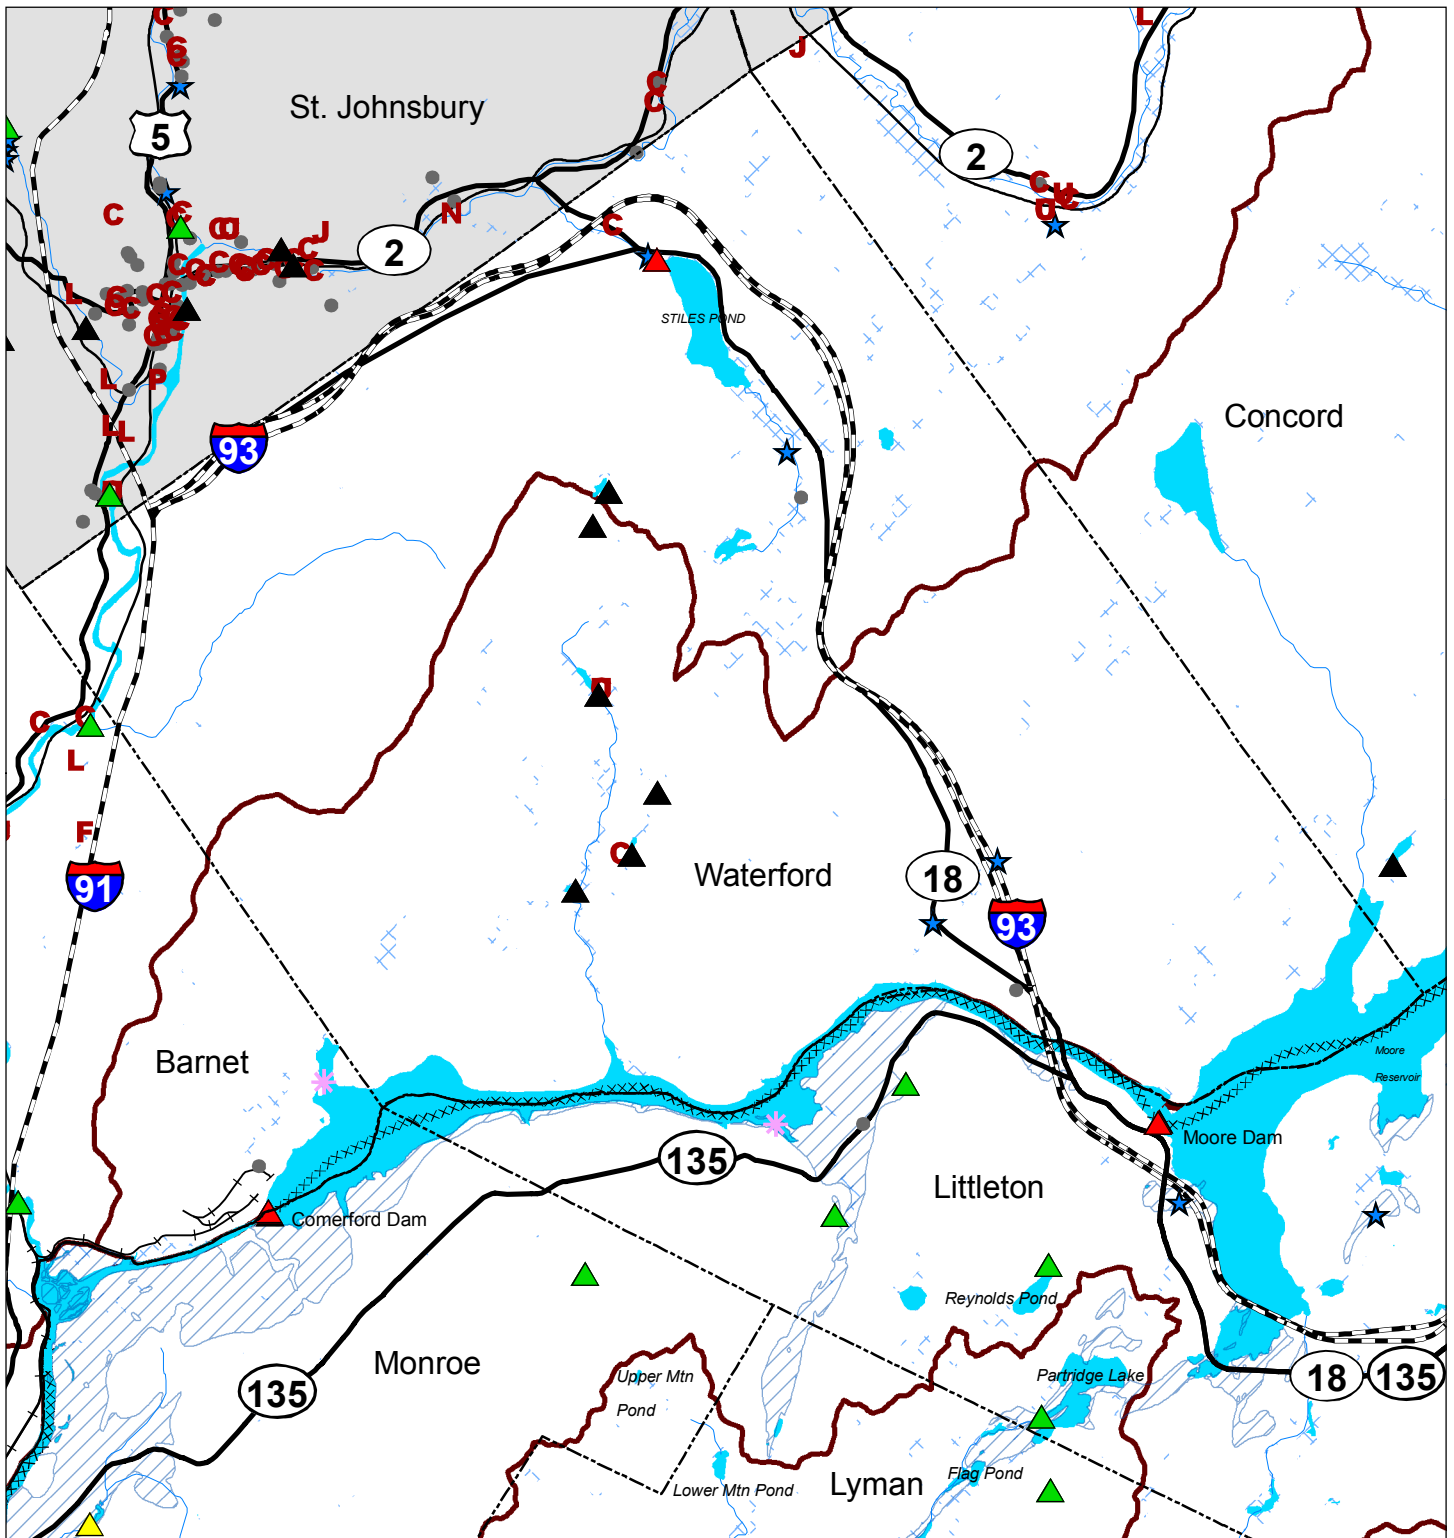 St. Johnsbury
5
2
2
STILES POND
93
Concord
Waterford
18
93
91
Barnet
Moore
Reservoir
Moore Dam
135
Littleton
Comerford Dam
Reynolds Pond
Monroe
135
Upper Mtn
Pond
Partridge Lake
18
135
Lower Mtn Pond
Lyman
Flag Pond
C
C
C
C
C
L
J
C
U
C
U
C
N
J
C
C
C
C
L
L
P
L
L
C
C
L
F
C